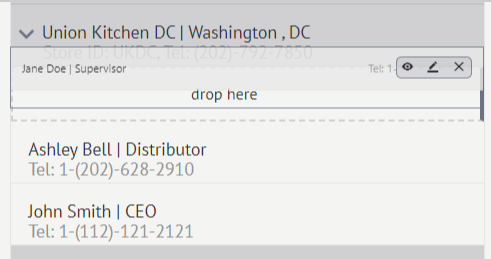 Union Kitchen DC | Washington , DC
Store ID: UKDC, Tel: (202)-792-7850
Jane Doe | Supervisor
Tel: 1-
drop here
Ashley Bell | Distributor
Tel: 1-(202)-628-2910
John Smith | CEO
Tel: 1-(112)-121-2121